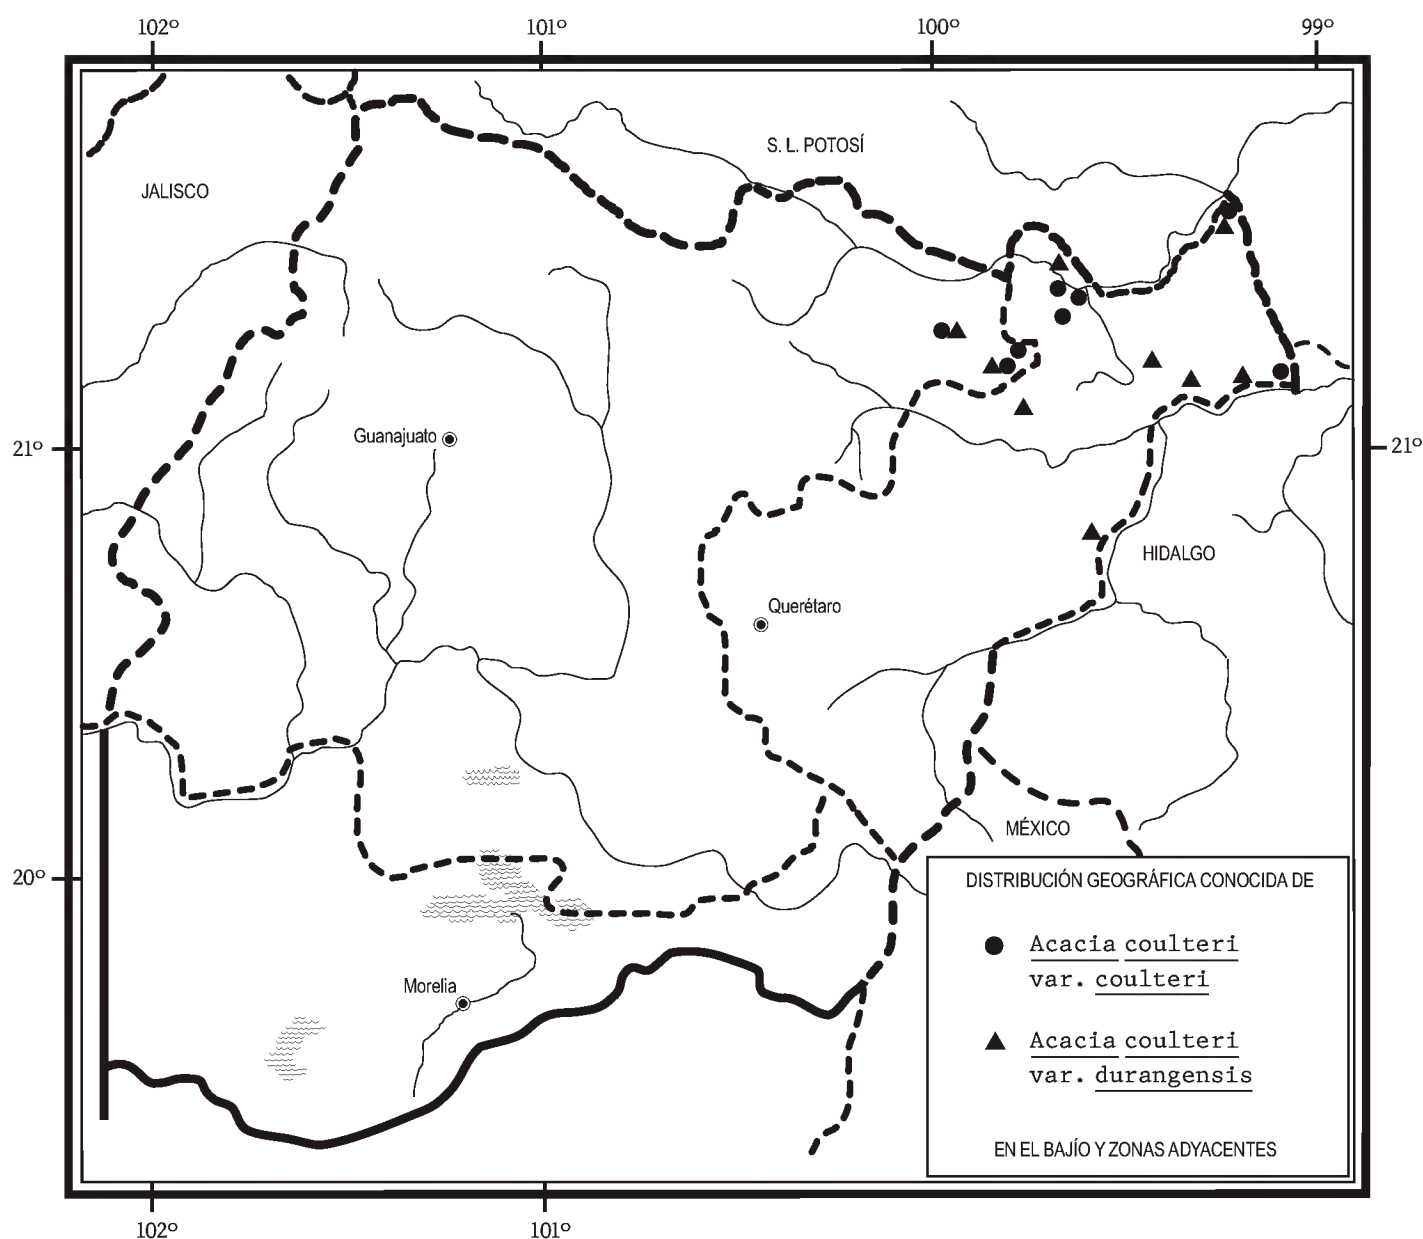 102º
101º
100º
99º
S. L. POTOSÍ
JALISCO
Guanajuato
21º
21º
HIDALGO
Querétaro
MÉXICO
20º
DISTRIBUCIÓN GEOGRÁFICA CONOCIDA DE
Acacia coulteri
var. coulteri
Morelia
Acacia coulteri
var. durangensis
EN EL BAJÍO Y ZONAS ADYACENTES
102º
101º